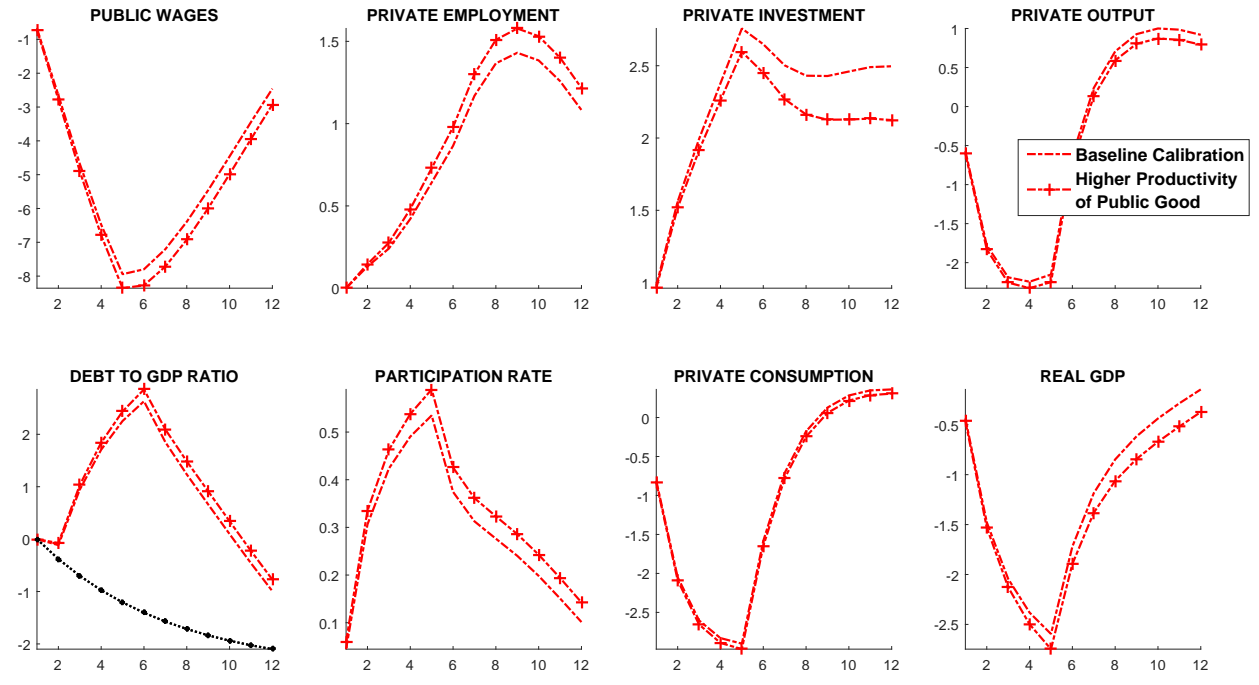 PUBLIC WAGES
-1
-2
-3
-4
-5
-6
-7
-8
2 4 6 8 10 12
PRIVATE EMPLOYMENT
1.5
1
0.5
0
2 4 6 8 10 12
PRIVATE INVESTMENT
2.5
2
1.5
1
2 4 6 8 10 12
PRIVATE OUTPUT
1
0.5
0
-0.5
-1
-1.5
-2
2 4 6 8 10 12
Baseline Calibration
Higher Productivity
of Public Good
DEBT TO GDP RATIO
2
1
0
-1
-2
2 4 6 8 10 12
PARTICIPATION RATE
0.5
0.4
0.3
0.2
0.1
2 4 6 8 10 12
PRIVATE CONSUMPTION
0
-0.5
-1
-1.5
-2
-2.5
2 4 6 8 10 12
REAL GDP
-0.5
-1
-1.5
-2
-2.5
2 4 6 8 10 12